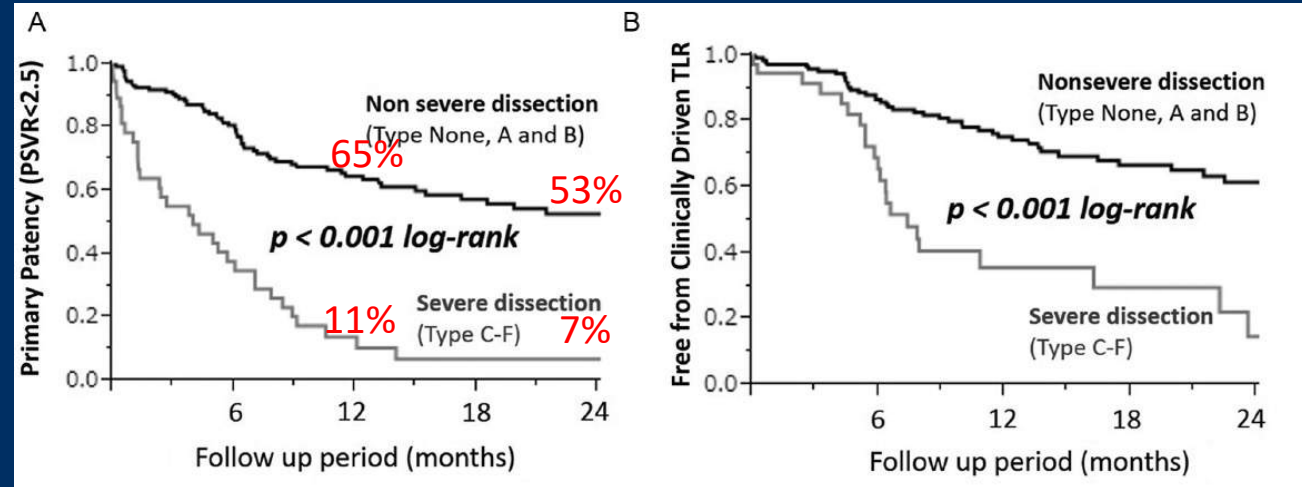 A
Primary Patency (PSVR<2.5)
1.0
0.8
0.6
0.4
0.2
0.0
Non severe dissection
(Type None, A and B)
65%
53%
p < 0.001 log-rank
Severe dissection
(Type C-F)
11%
7%
6 12 18 24
Follow up period (months)
B
Free from Clinically Driven TLR
1.0
0.8
0.6
0.4
0.2
0.0
Nonsevere dissection
(Type None, A and B)
p < 0.001 log-rank
Severe dissection
(Type C-F)
6 12 18 24
Follow up period (months)